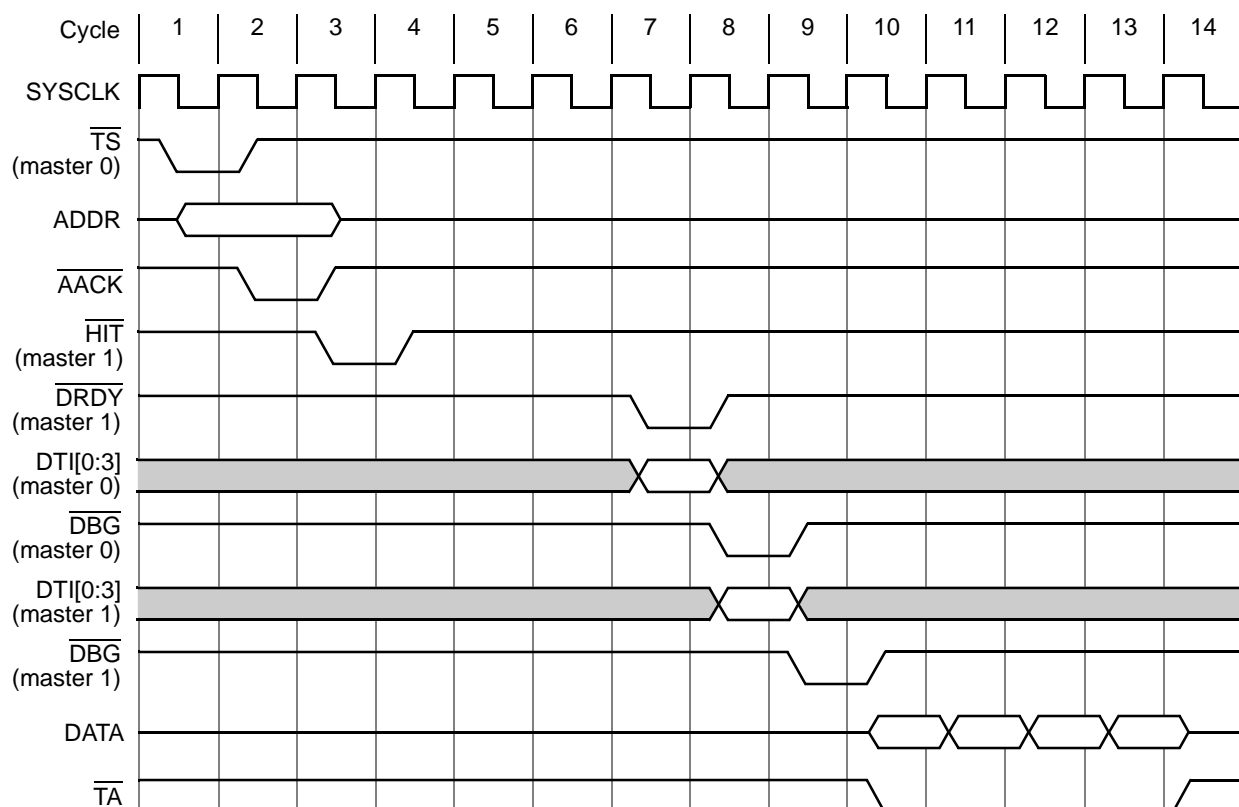 Cycle 1 2 3 4 5 6 7 8 9 10 11 12 13 14
SYSCLK
TS
(master 0)
ADDR
AACK
HIT
(master 1)
DRDY
(master 1)
DTI[0:3]
(master 0)
DBG
(master 0)
DTI[0:3]
(master 1)
DBG
(master 1)
DATA
TA